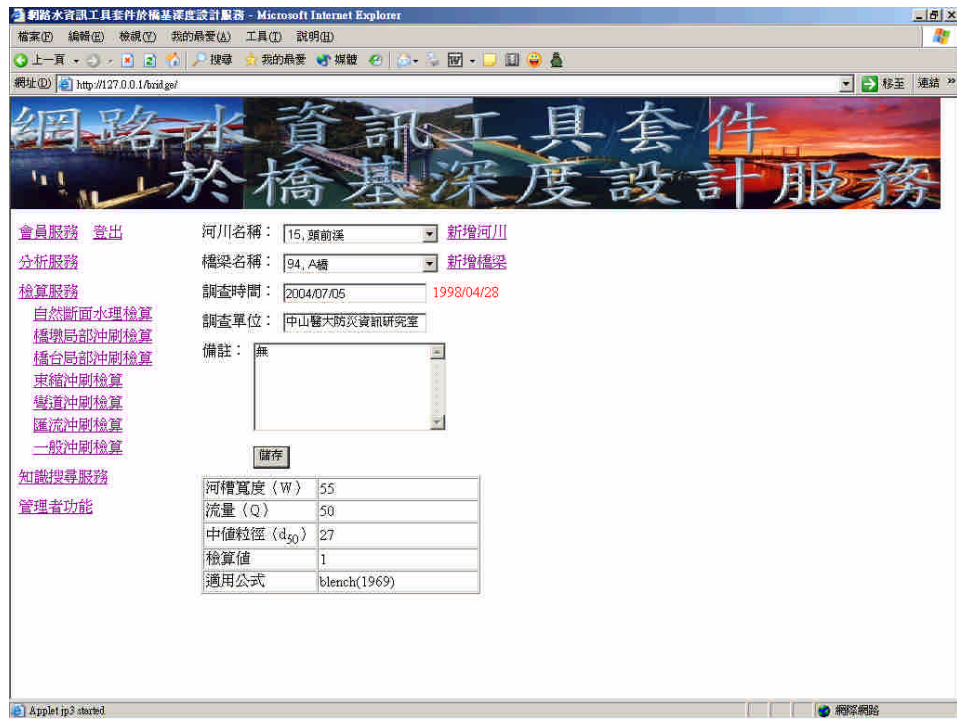 網路水資訊工具套件於橋基深度設計服務 - Microsoft Internet Explorer
檔案(F) 編輯(E) 檢視(V) 我的最愛(A) 工具(T) 說明(H)
上一頁 搜尋 我的最愛 媒體
網址(D) http://127.0.0.1/bridge/ 移至 連結 »
網路水資訊工具套件
於橋基深度設計服務
會員服務 登出
分析服務
檢算服務
自然斷面水理檢算
橋墩局部沖刷檢算
橋台局部沖刷檢算
束縮沖刷檢算
彎道沖刷檢算
匯流沖刷檢算
一般沖刷檢算
知識搜尋服務
管理者功能
河川名稱： 15, 頭前溪 新增河川
橋梁名稱： 94, A橋 新增橋梁
調查時間： 2004/07/05 1998/04/28
調查單位： 中山醫大防災資訊研究室
備註： 無
儲存
河槽寬度（W） 55
流量（Q） 50
中值粒徑（d50） 27
檢算值 1
適用公式 blench(1969)
Applet jp3 started
網際網路